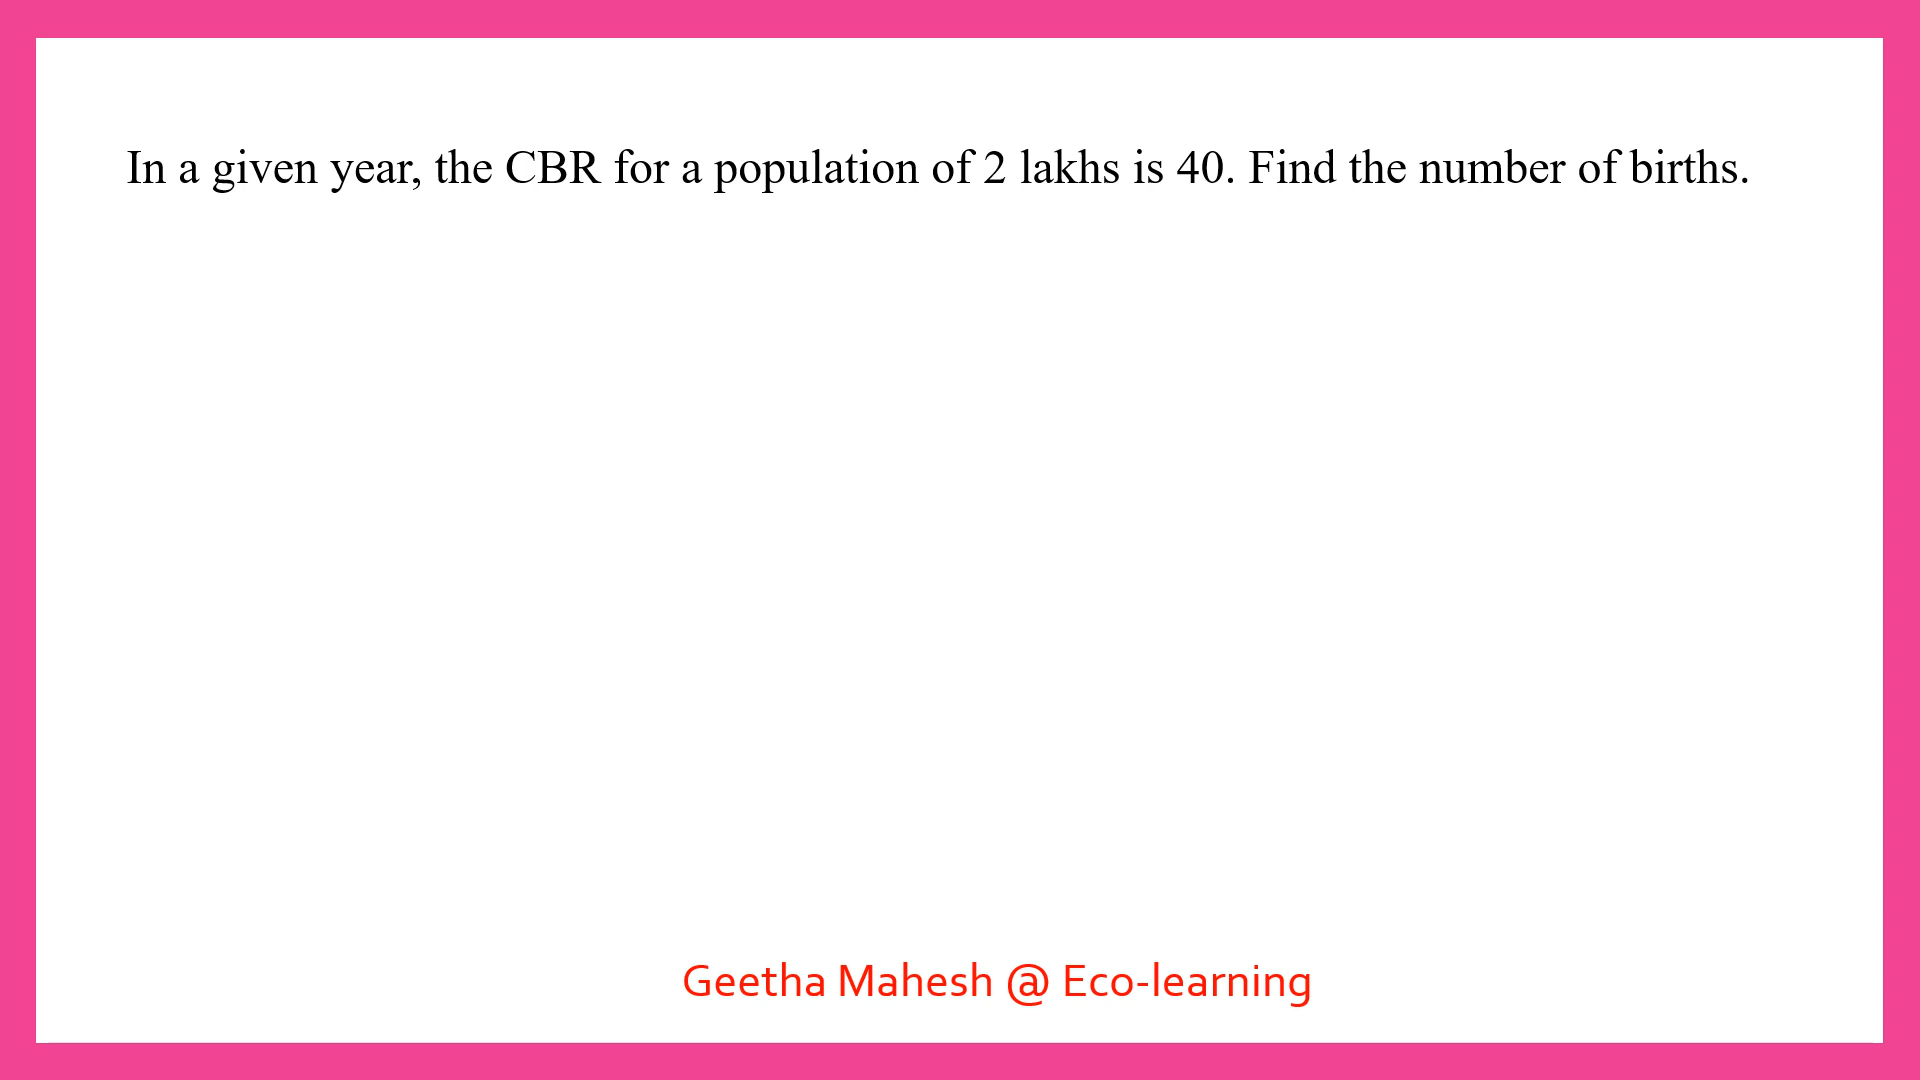 In a given year, the CBR for a population of 2 lakhs is 40. Find the number of births.
Geetha Mahesh @ Eco-learning